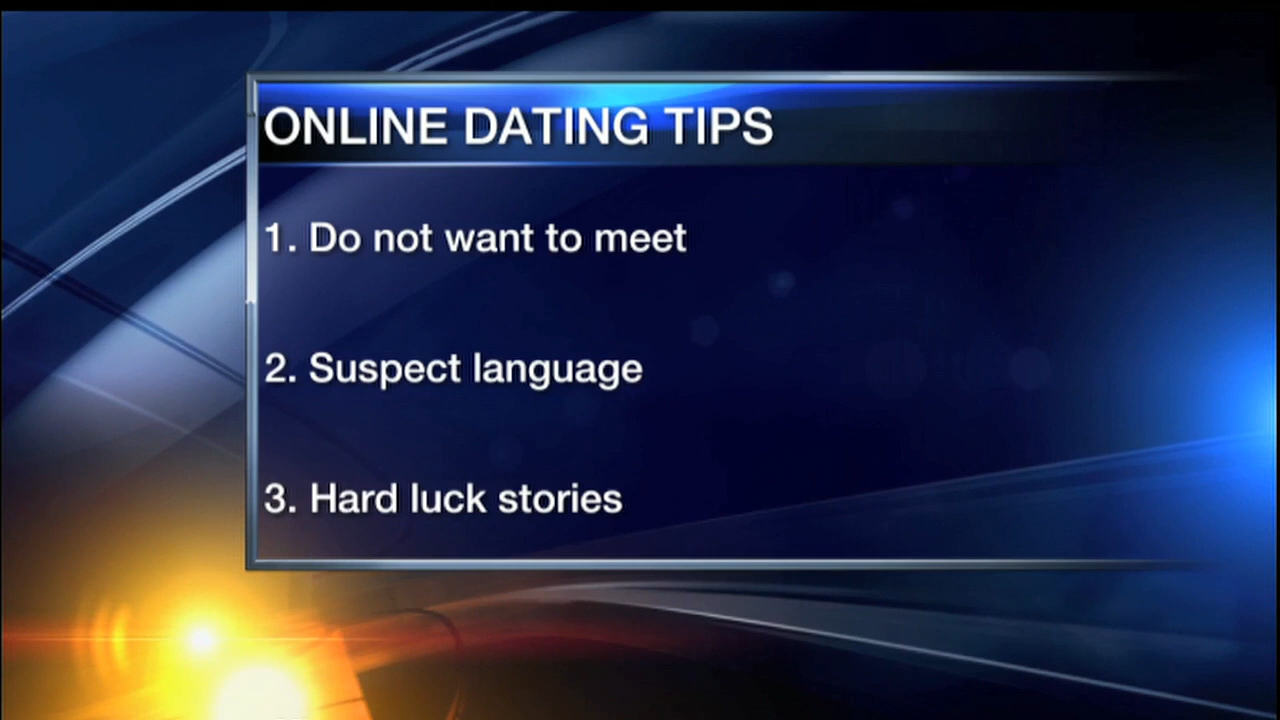 ONLINE DATING TIPS
1. Do not want to meet
2. Suspect language
3. Hard luck stories